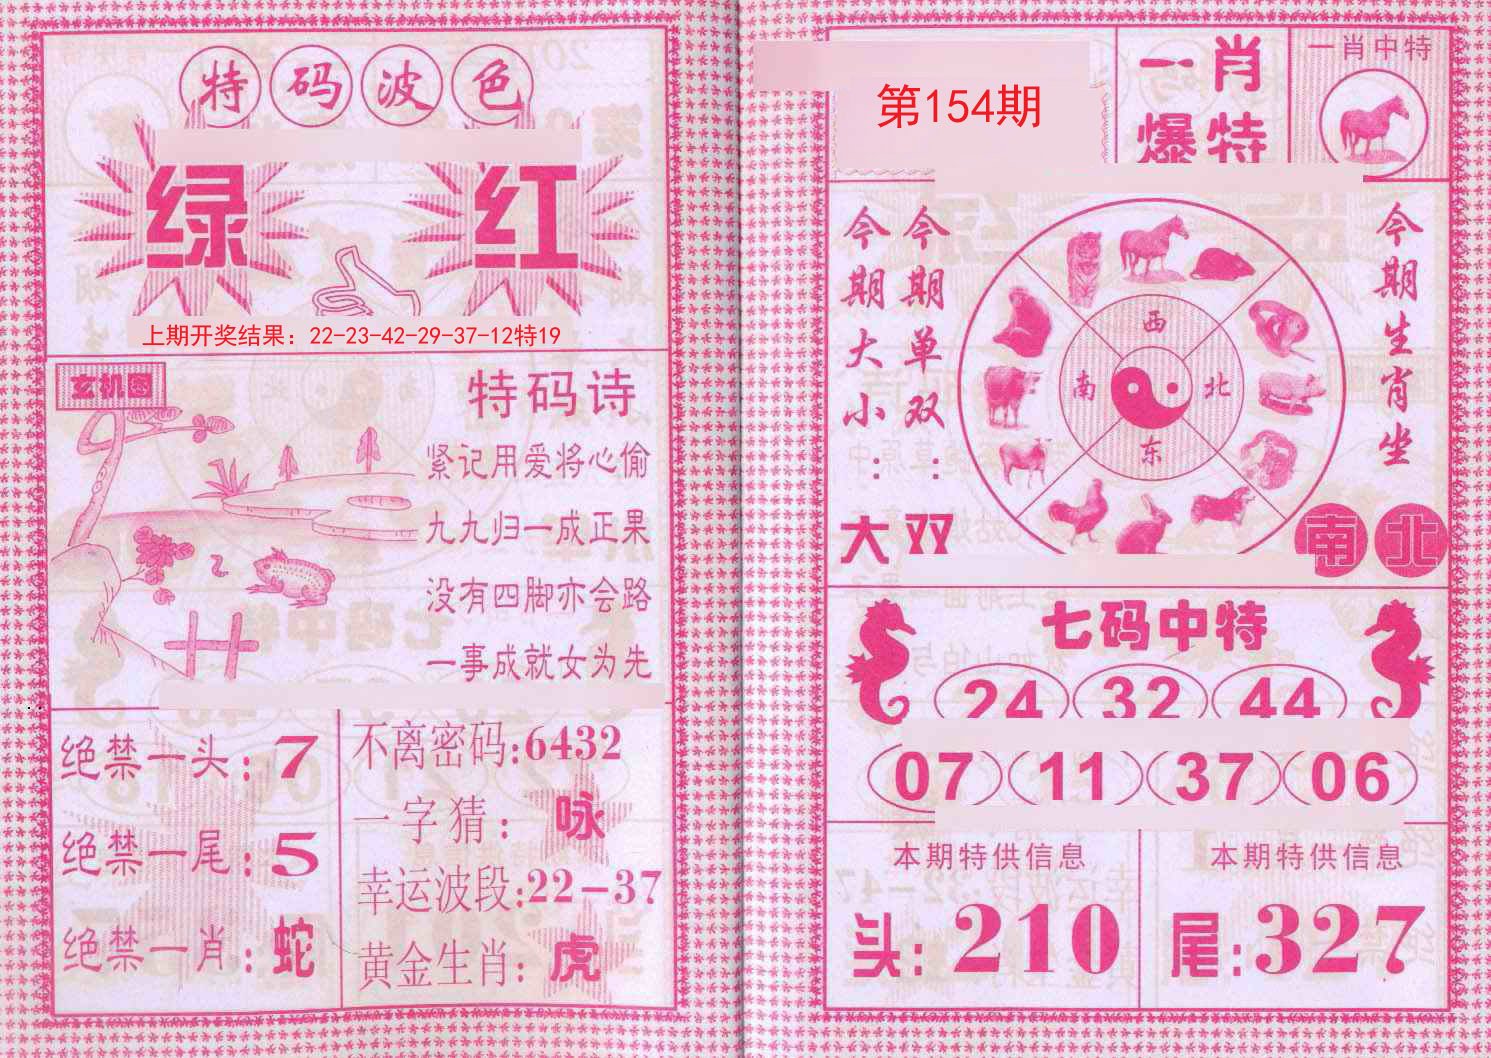 特码波色
绿 红
上期开奖结果：22-23-42-29-37-12特19
玄机图
特码诗
紧记用爱将心偷
九九归一成正果
没有四脚亦会路
一事成就女为先
绝禁一头:7
绝禁一尾:5
绝禁一肖:蛇
不离密码:6432
一字猜：咏
幸运波段:22-37
黄金生肖:虎
第154期
一肖
爆特
一肖中特
今期大小：大
今期单双：双
今期生肖坐
南 北
西
南 北
东
七码中特
24 32 44
07 11 37 06
本期特供信息
头:210
本期特供信息
尾:327